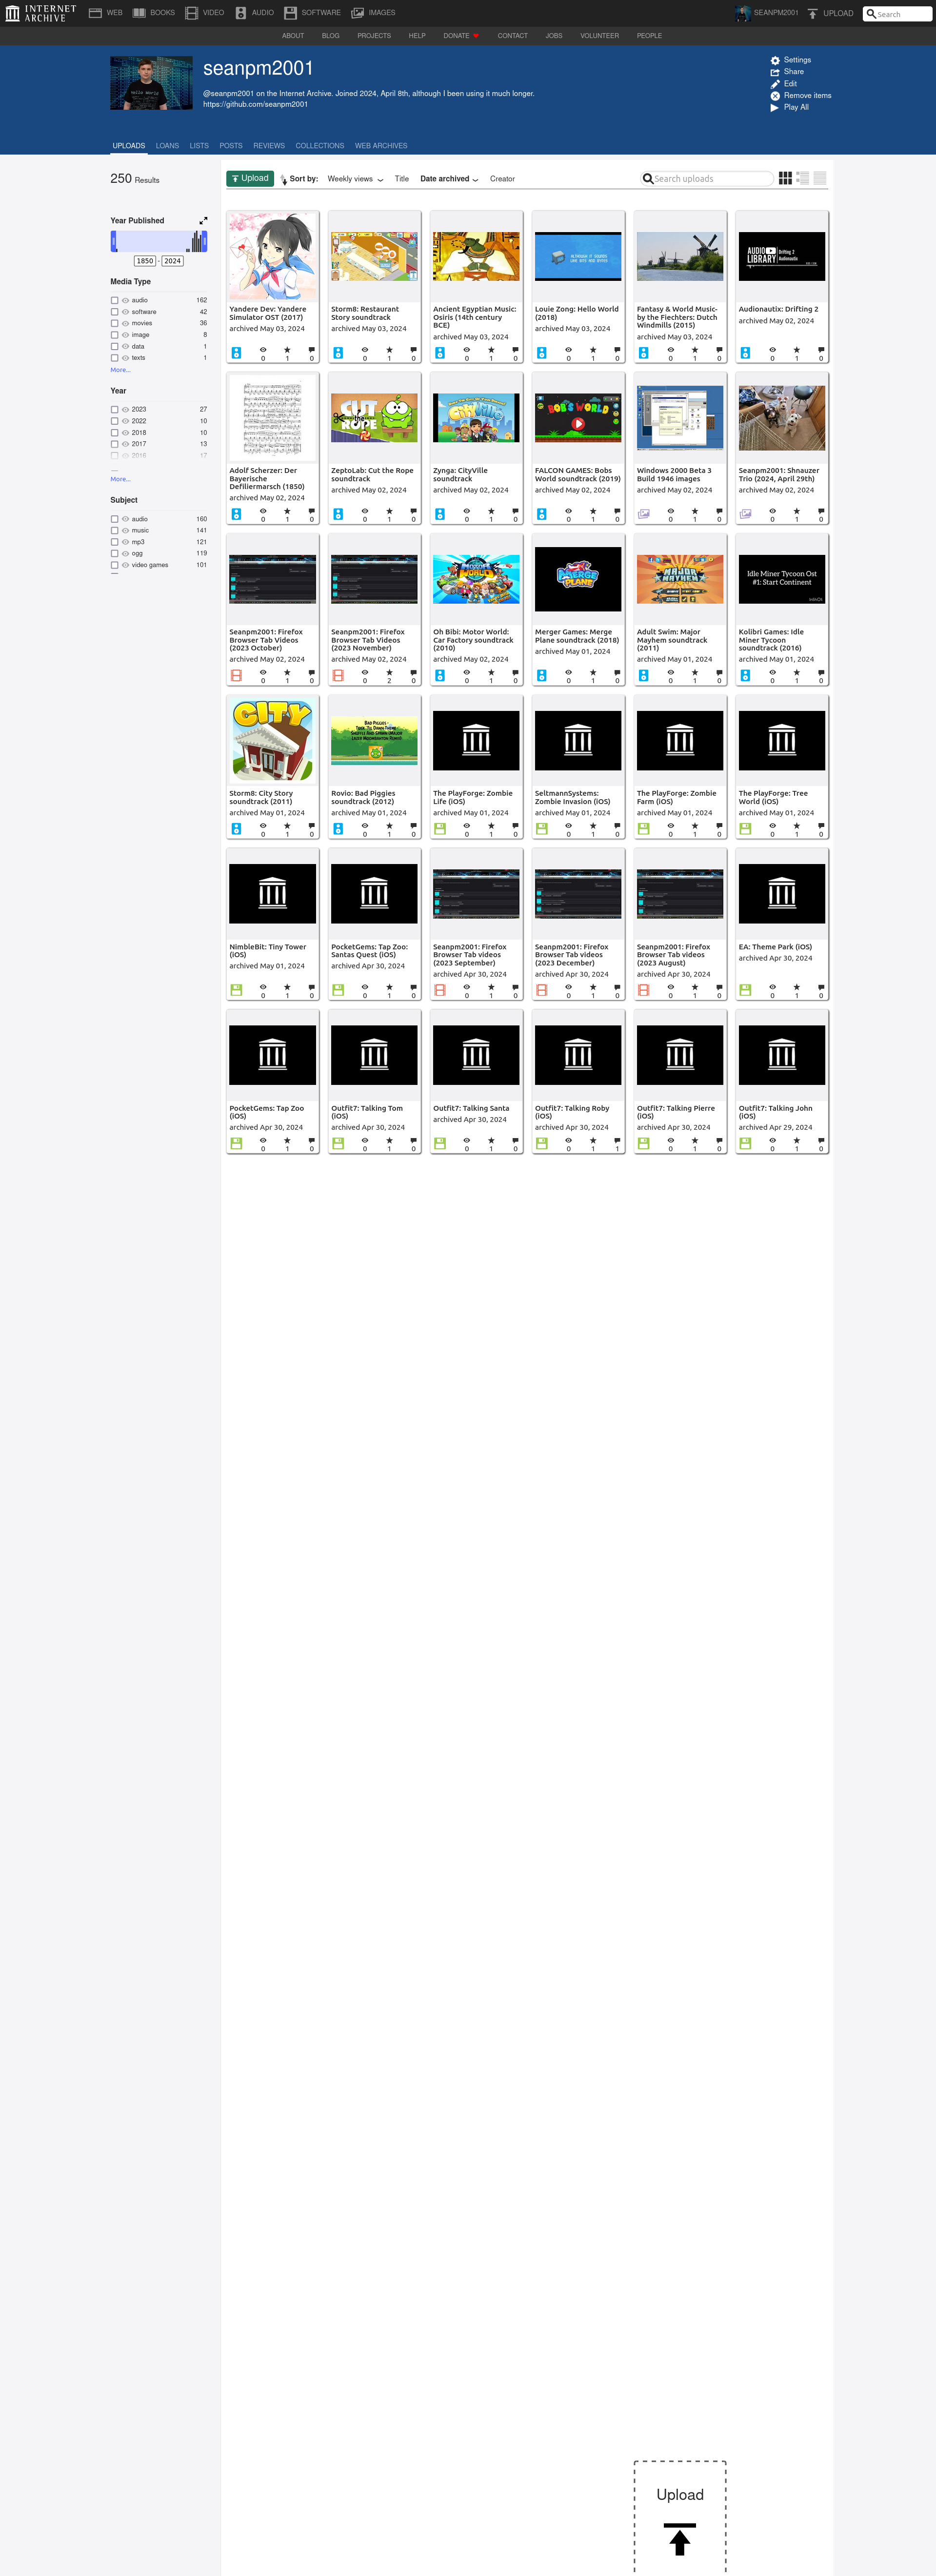 INTERNET ARCHIVE
WEB BOOKS VIDEO AUDIO SOFTWARE IMAGES SEANPM2001 UPLOAD Search
ABOUT BLOG PROJECTS HELP DONATE CONTACT JOBS VOLUNTEER PEOPLE
seanpm2001
@seanpm2001 on the Internet Archive. Joined 2024, April 8th, although I been using it much longer.
https://github.com/seanpm2001
Settings
Share
Edit
Remove items
Play All
UPLOADS LOANS LISTS POSTS REVIEWS COLLECTIONS WEB ARCHIVES
250 Results
Year Published
1850 - 2024
Media Type
audio 162
software 42
movies 36
image 8
data 1
texts 1
More...
Year
2023 27
2022 10
2018 10
2017 13
2016 17
More...
Subject
audio 160
music 141
mp3 121
ogg 119
video games 101
Upload Sort by: Weekly views Title Date archived Creator Search uploads
Yandere Dev: Yandere
Simulator OST (2017)
archived May 03, 2024
0 1 0
Storm8: Restaurant
Story soundtrack
archived May 03, 2024
0 1 0
Ancient Egyptian Music:
Osiris (14th century
BCE)
archived May 03, 2024
0 1 0
Louie Zong: Hello World
(2018)
archived May 03, 2024
0 1 0
Fantasy & World Music-
by the Fiechters: Dutch
Windmills (2015)
archived May 03, 2024
0 1 0
AUDIO
LIBRARY
Drifting 2
Audionautix
Audionautix: Drifting 2
archived May 02, 2024
0 1 0
Adolf Scherzer: Der
Bayerische
Defiliermarsch (1850)
archived May 02, 2024
0 1 0
CUT
the
ROPE
ZeptoLab: Cut the Rope
soundtrack
archived May 02, 2024
0 1 0
CityVille
Zynga: CityVille
soundtrack
archived May 02, 2024
0 1 0
BOB'S WORLD
FALCON GAMES: Bobs
World soundtrack (2019)
archived May 02, 2024
0 1 0
Windows 2000 Beta 3
Build 1946 images
archived May 02, 2024
0 1 0
Seanpm2001: Shnauzer
Trio (2024, April 29th)
archived May 02, 2024
0 1 0
Seanpm2001: Firefox
Browser Tab Videos
(2023 October)
archived May 02, 2024
0 1 0
Seanpm2001: Firefox
Browser Tab Videos
(2023 November)
archived May 02, 2024
0 2 0
MOTOR
WORLD
Oh Bibi: Motor World:
Car Factory soundtrack
(2010)
archived May 02, 2024
0 1 0
MERGE
PLANE
Merger Games: Merge
Plane soundtrack (2018)
archived May 01, 2024
0 1 0
MAJOR
MAYHEM
Adult Swim: Major
Mayhem soundtrack
(2011)
archived May 01, 2024
0 1 0
Idle Miner Tycoon Ost
#1: Start Continent
Kolibri Games: Idle
Miner Tycoon
soundtrack (2016)
archived May 01, 2024
0 1 0
CITY
Storm8: City Story
soundtrack (2011)
archived May 01, 2024
0 1 0
BAD PIGGIES -
Rovio: Bad Piggies
soundtrack (2012)
archived May 01, 2024
0 1 0
The PlayForge: Zombie
Life (iOS)
archived May 01, 2024
0 1 0
SeltmannSystems:
Zombie Invasion (iOS)
archived May 01, 2024
0 1 0
The PlayForge: Zombie
Farm (iOS)
archived May 01, 2024
0 1 0
The PlayForge: Tree
World (iOS)
archived May 01, 2024
0 1 0
NimbleBit: Tiny Tower
(iOS)
archived May 01, 2024
0 1 0
PocketGems: Tap Zoo:
Santas Quest (iOS)
archived Apr 30, 2024
0 1 0
Seanpm2001: Firefox
Browser Tab videos
(2023 September)
archived Apr 30, 2024
0 1 0
Seanpm2001: Firefox
Browser Tab videos
(2023 December)
archived Apr 30, 2024
0 1 0
Seanpm2001: Firefox
Browser Tab videos
(2023 August)
archived Apr 30, 2024
0 1 0
EA: Theme Park (iOS)
archived Apr 30, 2024
0 1 0
PocketGems: Tap Zoo
(iOS)
archived Apr 30, 2024
0 1 0
Outfit7: Talking Tom
(iOS)
archived Apr 30, 2024
0 1 0
Outfit7: Talking Santa
archived Apr 30, 2024
0 1 0
Outfit7: Talking Roby
(iOS)
archived Apr 30, 2024
0 1 1
Outfit7: Talking Pierre
(iOS)
archived Apr 30, 2024
0 1 0
Outfit7: Talking John
(iOS)
archived Apr 29, 2024
0 1 0
Upload